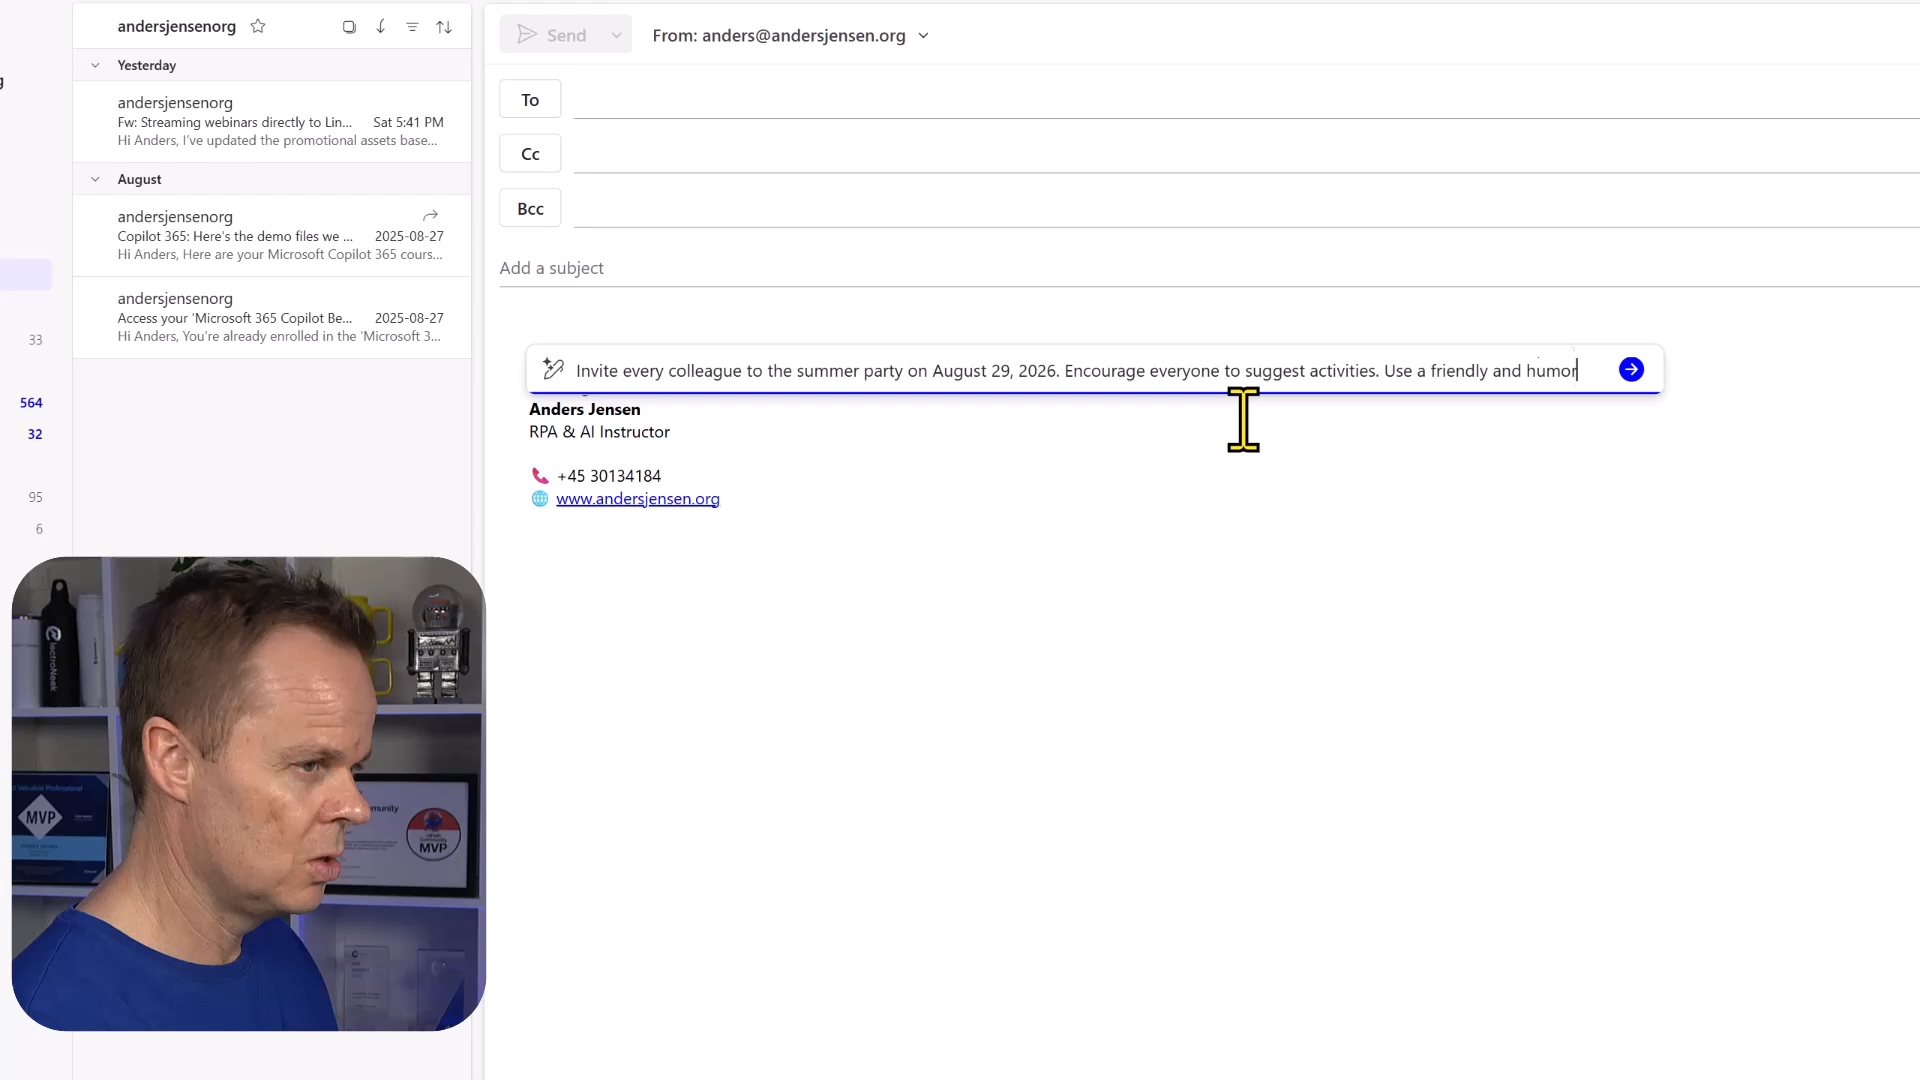 andersjensenorg
Yesterday
andersjensenorg
Fw: Streaming webinars directly to Lin... Sat 5:41 PM
Hi Anders, I've updated the promotional assets base...
August
andersjensenorg
Copilot 365: Here's the demo files we ... 2025-08-27
Hi Anders, Here are your Microsoft Copilot 365 cours...
andersjensenorg
Access your 'Microsoft 365 Copilot Be... 2025-08-27
Hi Anders, You're already enrolled in the 'Microsoft 3...
33
564
32
95
6
Send
From: anders@andersjensen.org
To
Cc
Bcc
Add a subject
Invite every colleague to the summer party on August 29, 2026. Encourage everyone to suggest activities. Use a friendly and humor
Anders Jensen
RPA & AI Instructor
+45 30134184
www.andersjensen.org
lectroNeek
MVP
MVP